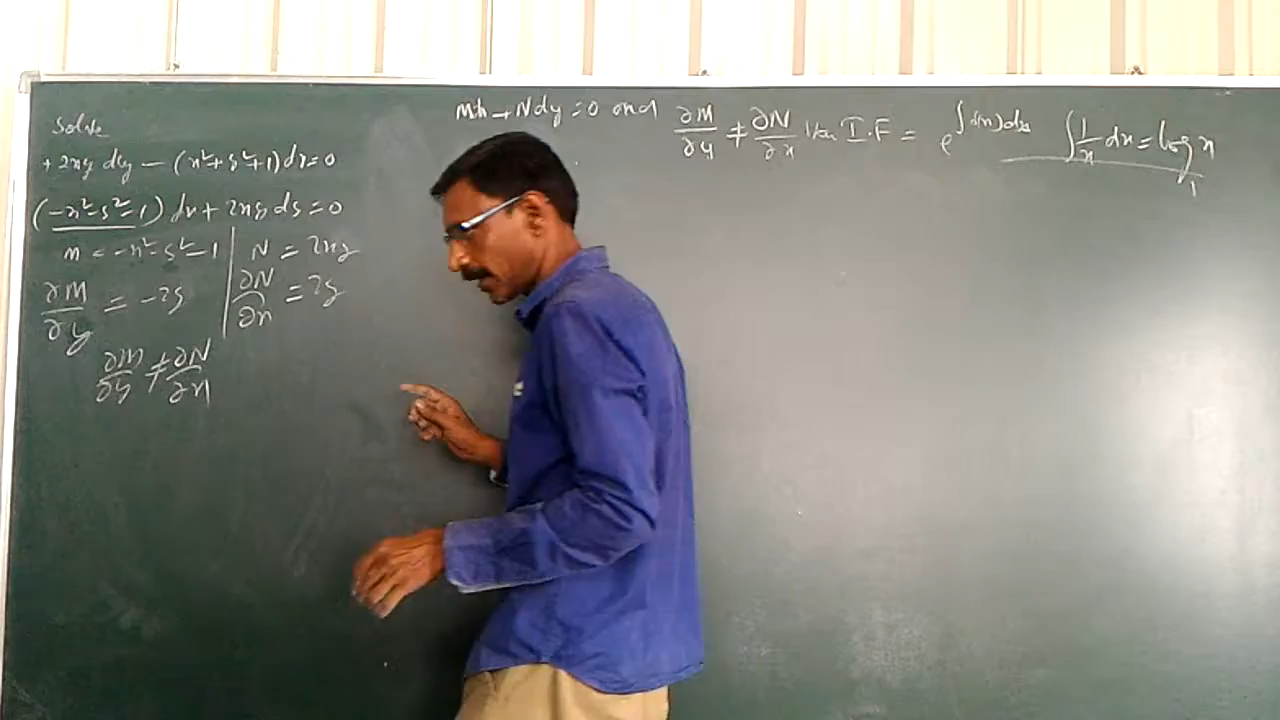 Solve
+ 2xy dy − (x²+y²+1) dx = 0
(−x²−y²−1) dx + 2xy dy = 0
M = −x²−y²−1 | N = 2xy
∂M/∂y = −2y | ∂N/∂x = 2y
∂M/∂y ≠ ∂N/∂x
Mdx + Ndy = 0 and ∂M/∂y ≠ ∂N/∂x then I.F = e^∫f(x)dx ∫ 1/x dx = log x